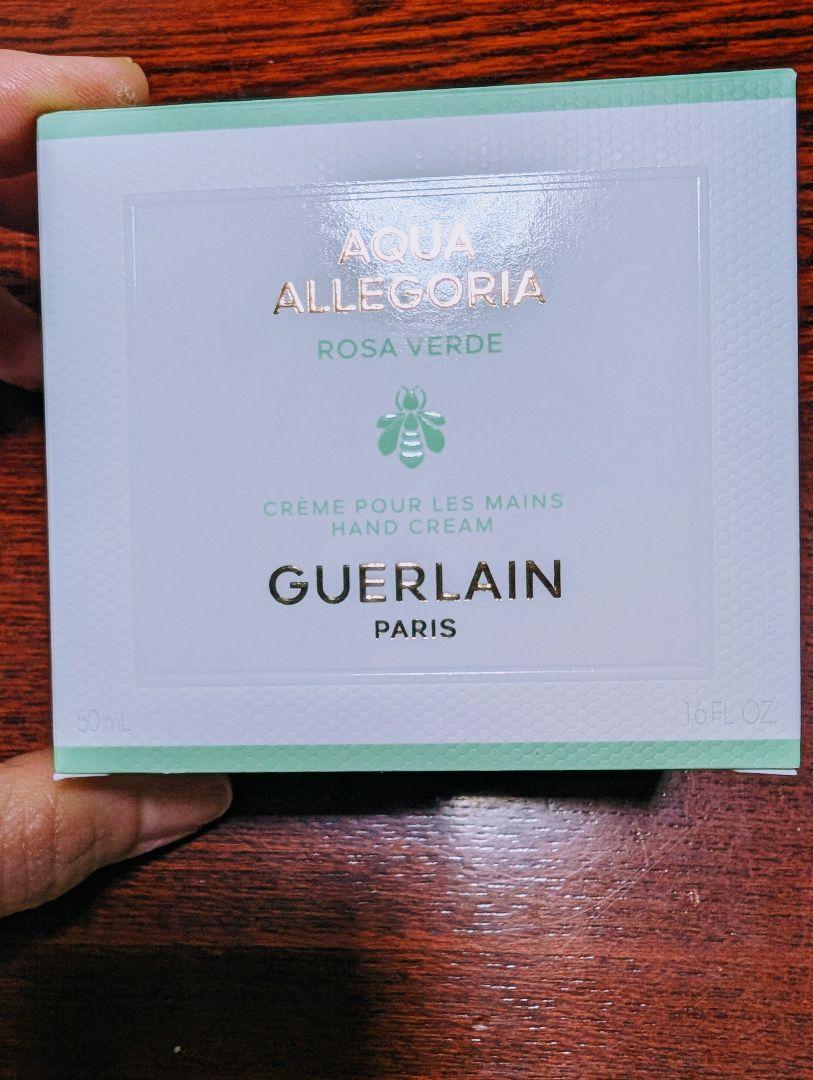 AQUA
ALLEGORIA
ROSA VERDE
CRÈME POUR LES MAINS
HAND CREAM
GUERLAIN
PARIS
50 mL
1.6 FL. OZ.